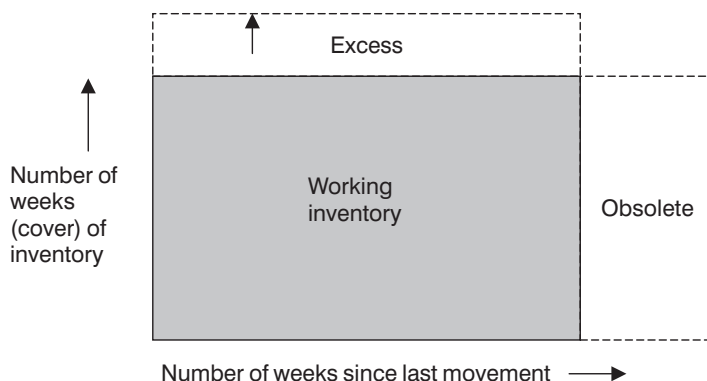 Excess
Number of
weeks
(cover) of
inventory
Working
inventory
Obsolete
Number of weeks since last movement